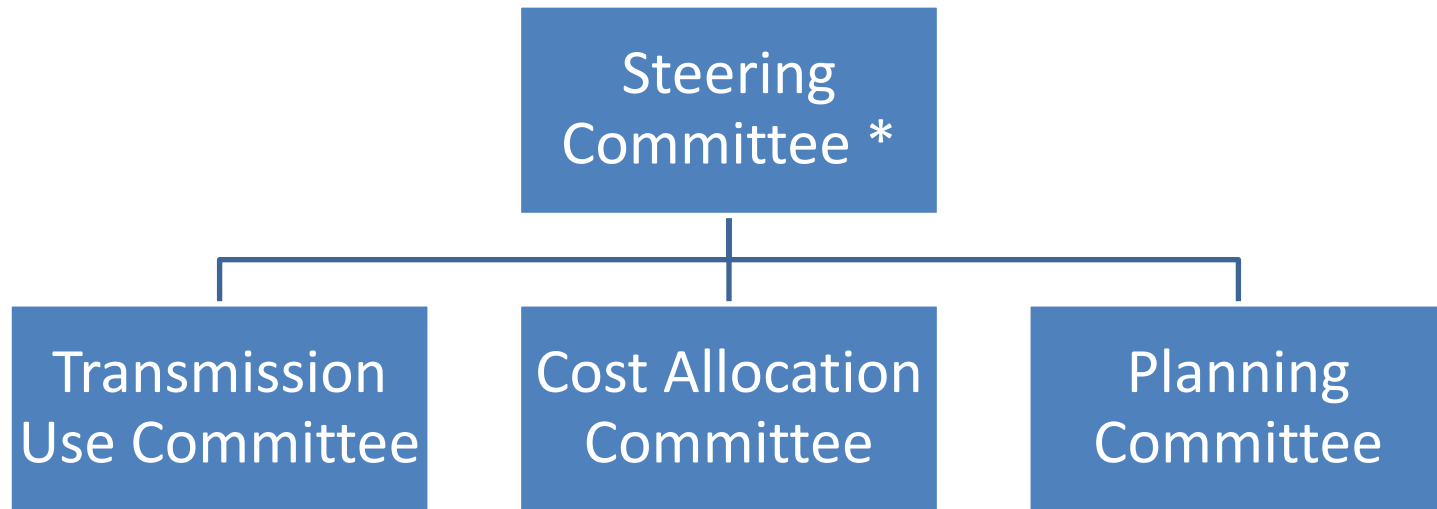 Steering
Committee *
Transmission
Use Committee
Cost Allocation
Committee
Planning
Committee